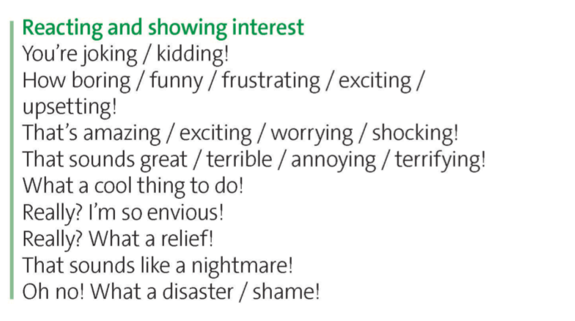 Reacting and showing interest
You're joking / kidding!
How boring / funny / frustrating / exciting /
upsetting!
That's amazing / exciting / worrying / shocking!
That sounds great / terrible / annoying / terrifying!
What a cool thing to do!
Really? I'm so envious!
Really? What a relief!
That sounds like a nightmare!
Oh no! What a disaster / shame!